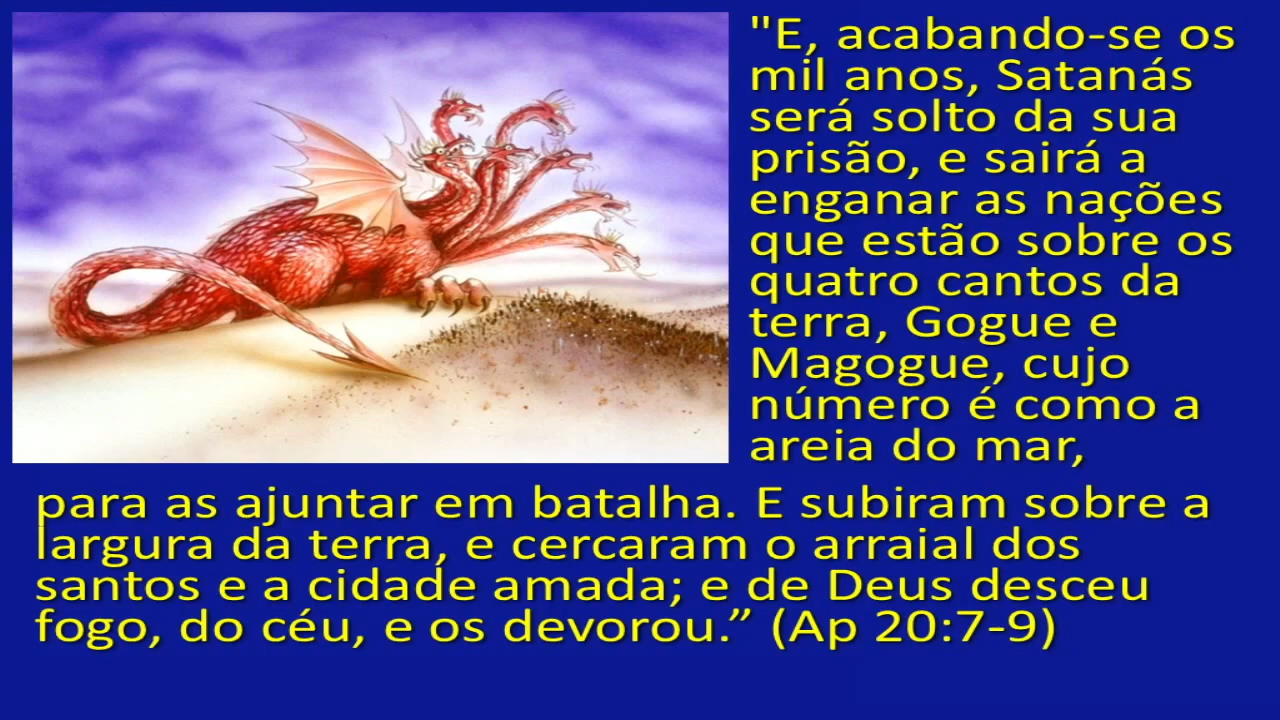 "E, acabando-se os
mil anos, Satanás
será solto da sua
prisão, e sairá a
enganar as nações
que estão sobre os
quatro cantos da
terra, Gogue e
Magogue, cujo
número é como a
areia do mar,
para as ajuntar em batalha. E subiram sobre a
largura da terra, e cercaram o arraial dos
santos e a cidade amada; e de Deus desceu
fogo, do céu, e os devorou.” (Ap 20:7-9)